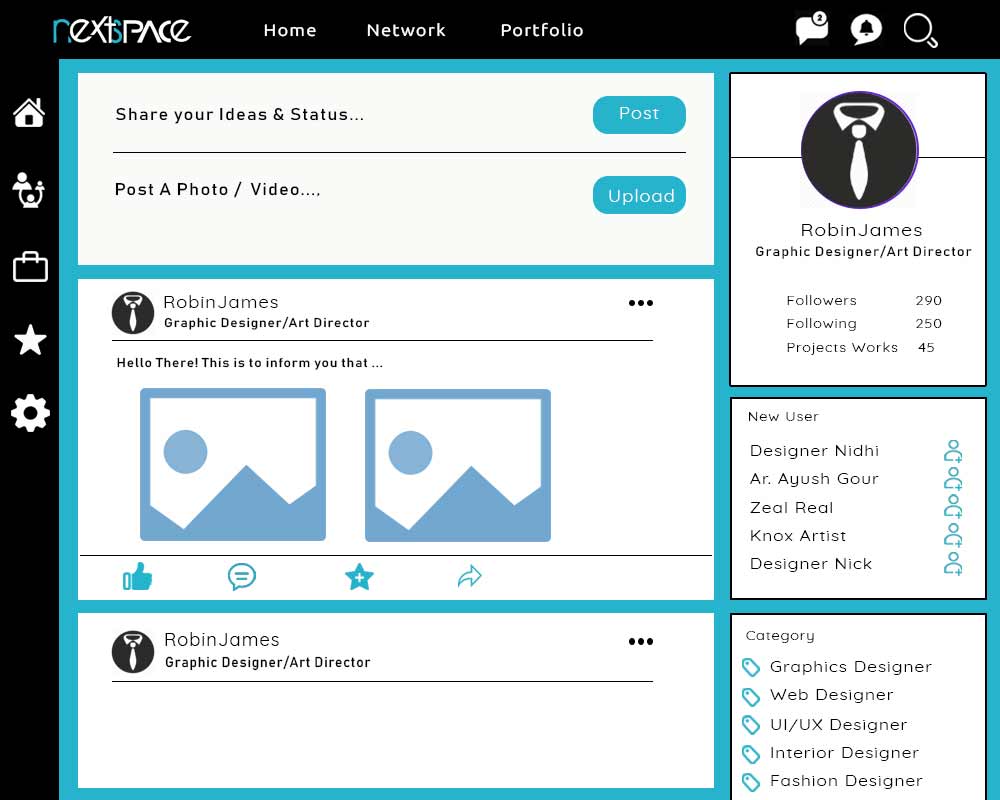 nextsPACE
Home Network Portfolio
2
Share your Ideas & Status...
Post
Post A Photo / Video....
Upload
RobinJames
Graphic Designer/Art Director
Hello There! This is to inform you that ...
RobinJames
Graphic Designer/Art Director
RobinJames
Graphic Designer/Art Director
Followers 290
Following 250
Projects Works 45
New User
Designer Nidhi
Ar. Ayush Gour
Zeal Real
Knox Artist
Designer Nick
Category
Graphics Designer
Web Designer
UI/UX Designer
Interior Designer
Fashion Designer